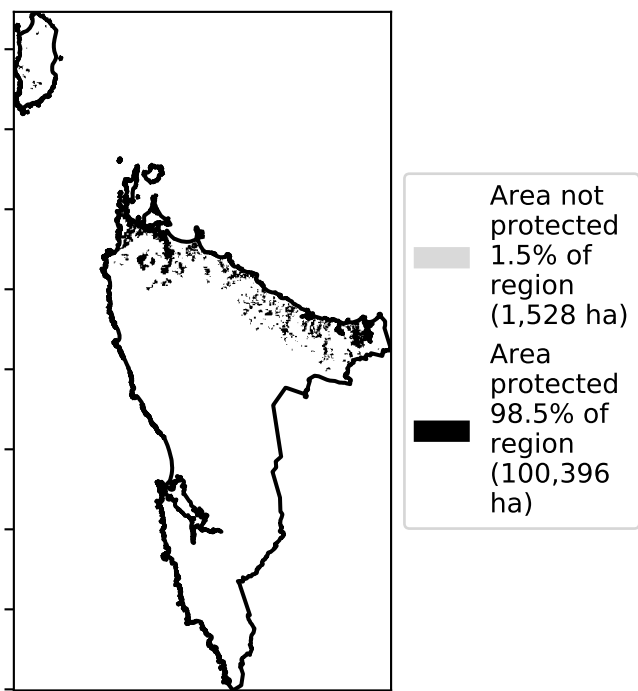 Area not
protected
1.5% of
region
(1,528 ha)
Area
protected
98.5% of
region
(100,396
ha)